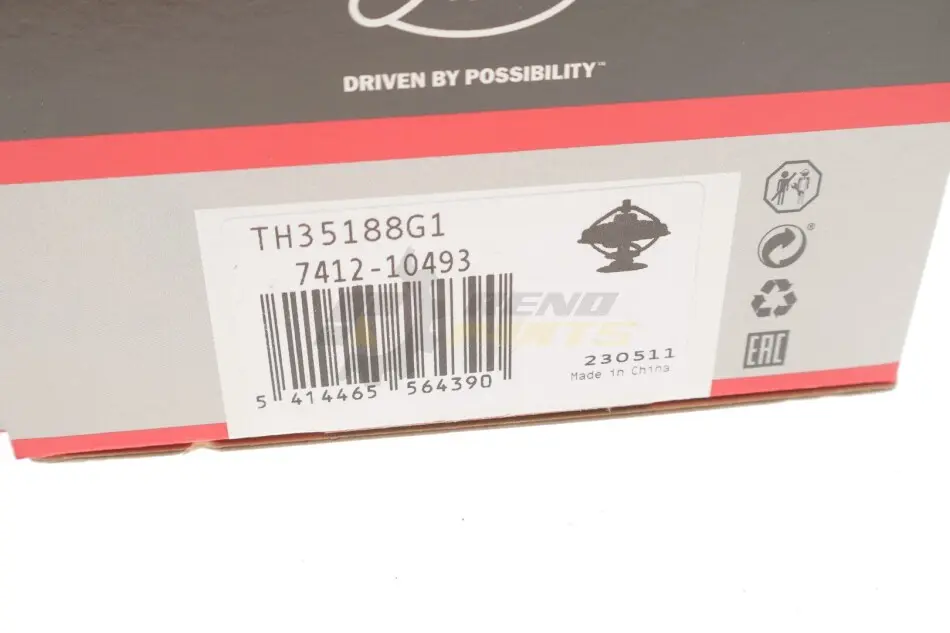 DRIVEN BY POSSIBILITY™
TH35188G1
7412-10493
5 414465 564390
230511
Made in China
®
EAC